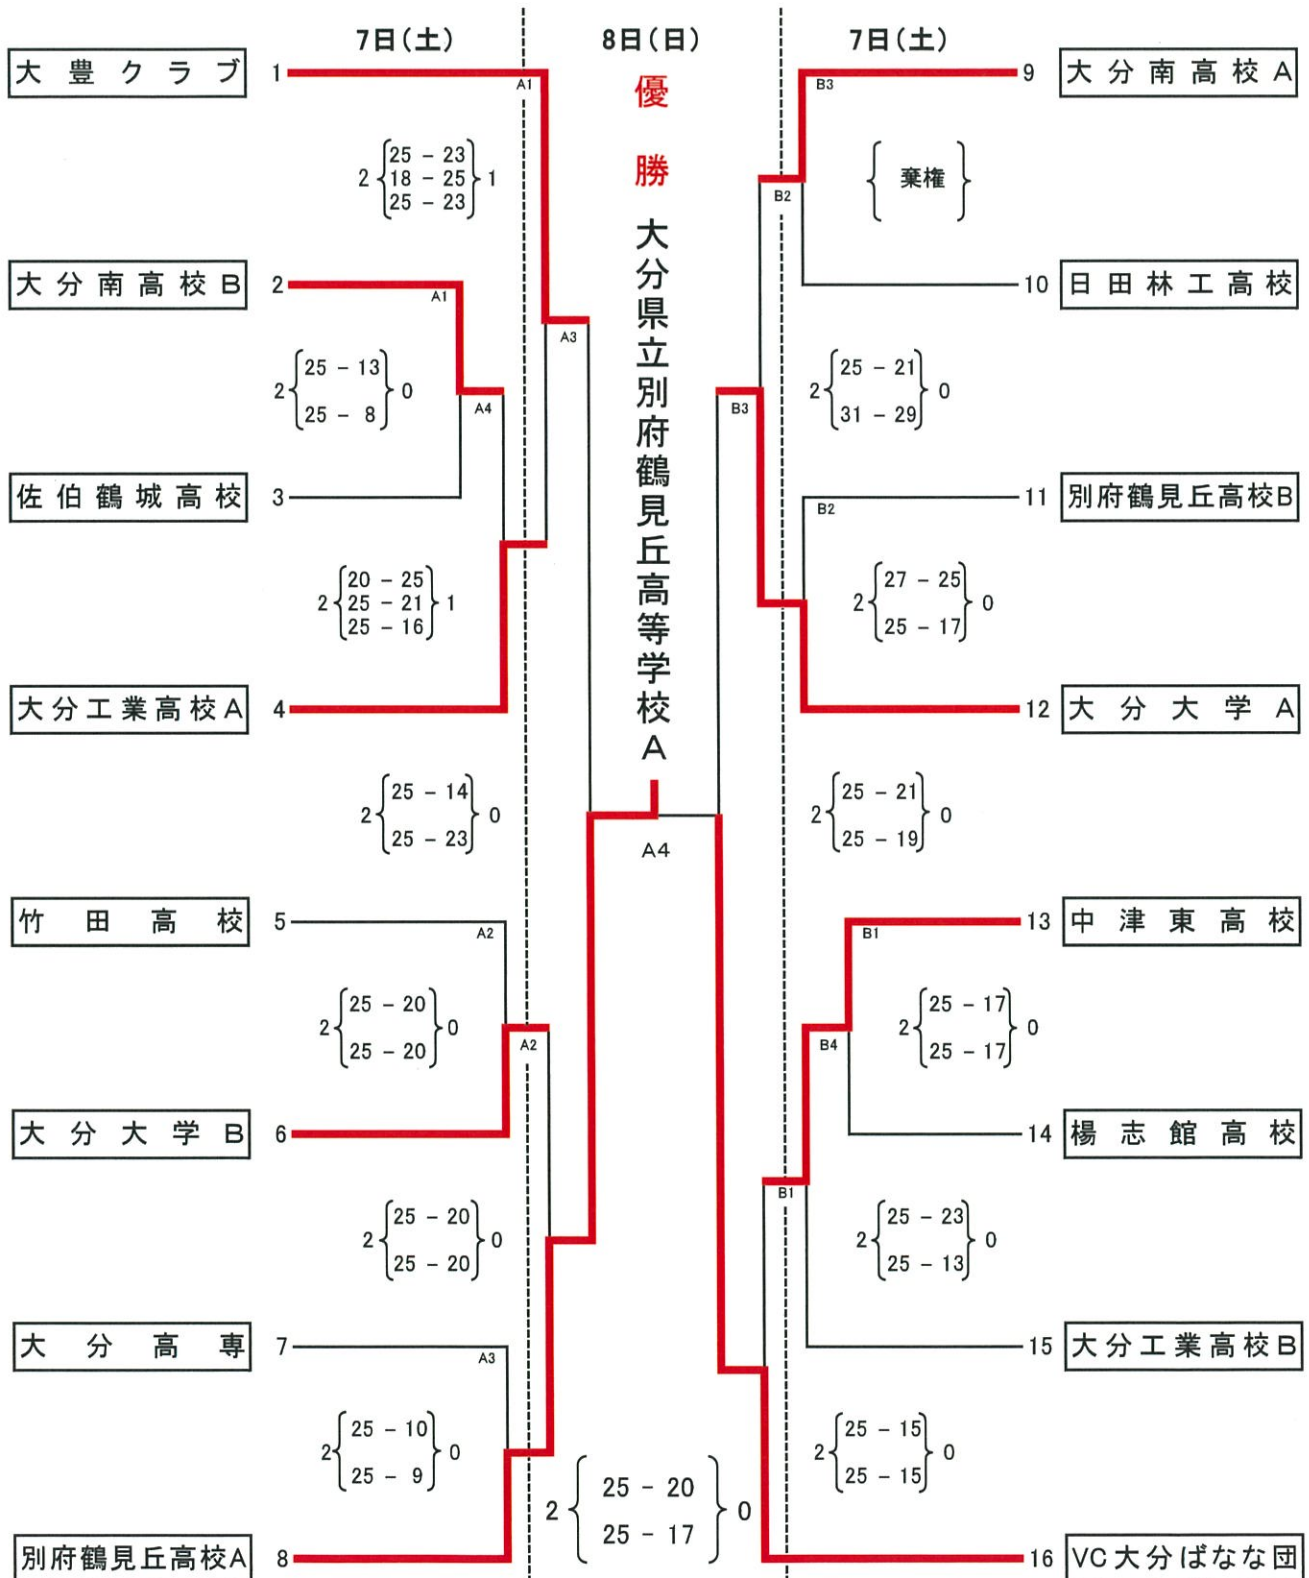 7日(土)
8日(日)
7日(土)
大豊クラブ
1
A1
優勝
B3
9
大分南高校A
2
25 - 23
18 - 25
25 - 23
1
棄権
B2
大分県立別府鶴見丘高等学校A
大分南高校B
2
A1
10
日田林工高校
A3
2
25 - 13
25 - 8
0
A4
B3
2
25 - 21
31 - 29
0
佐伯鶴城高校
3
B2
11
別府鶴見丘高校B
2
20 - 25
25 - 21
25 - 16
1
2
27 - 25
25 - 17
0
大分工業高校A
4
12
大分大学A
2
25 - 14
25 - 23
0
A4
2
25 - 21
25 - 19
0
竹田高校
5
A2
B1
13
中津東高校
2
25 - 20
25 - 20
0
A2
B4
2
25 - 17
25 - 17
0
大分大学B
6
14
楊志館高校
B1
2
25 - 20
25 - 20
0
2
25 - 23
25 - 13
0
大分高専
7
A3
15
大分工業高校B
2
25 - 10
25 - 9
0
2
25 - 20
25 - 17
0
2
25 - 15
25 - 15
0
別府鶴見丘高校A
8
16
VC大分ばなな団